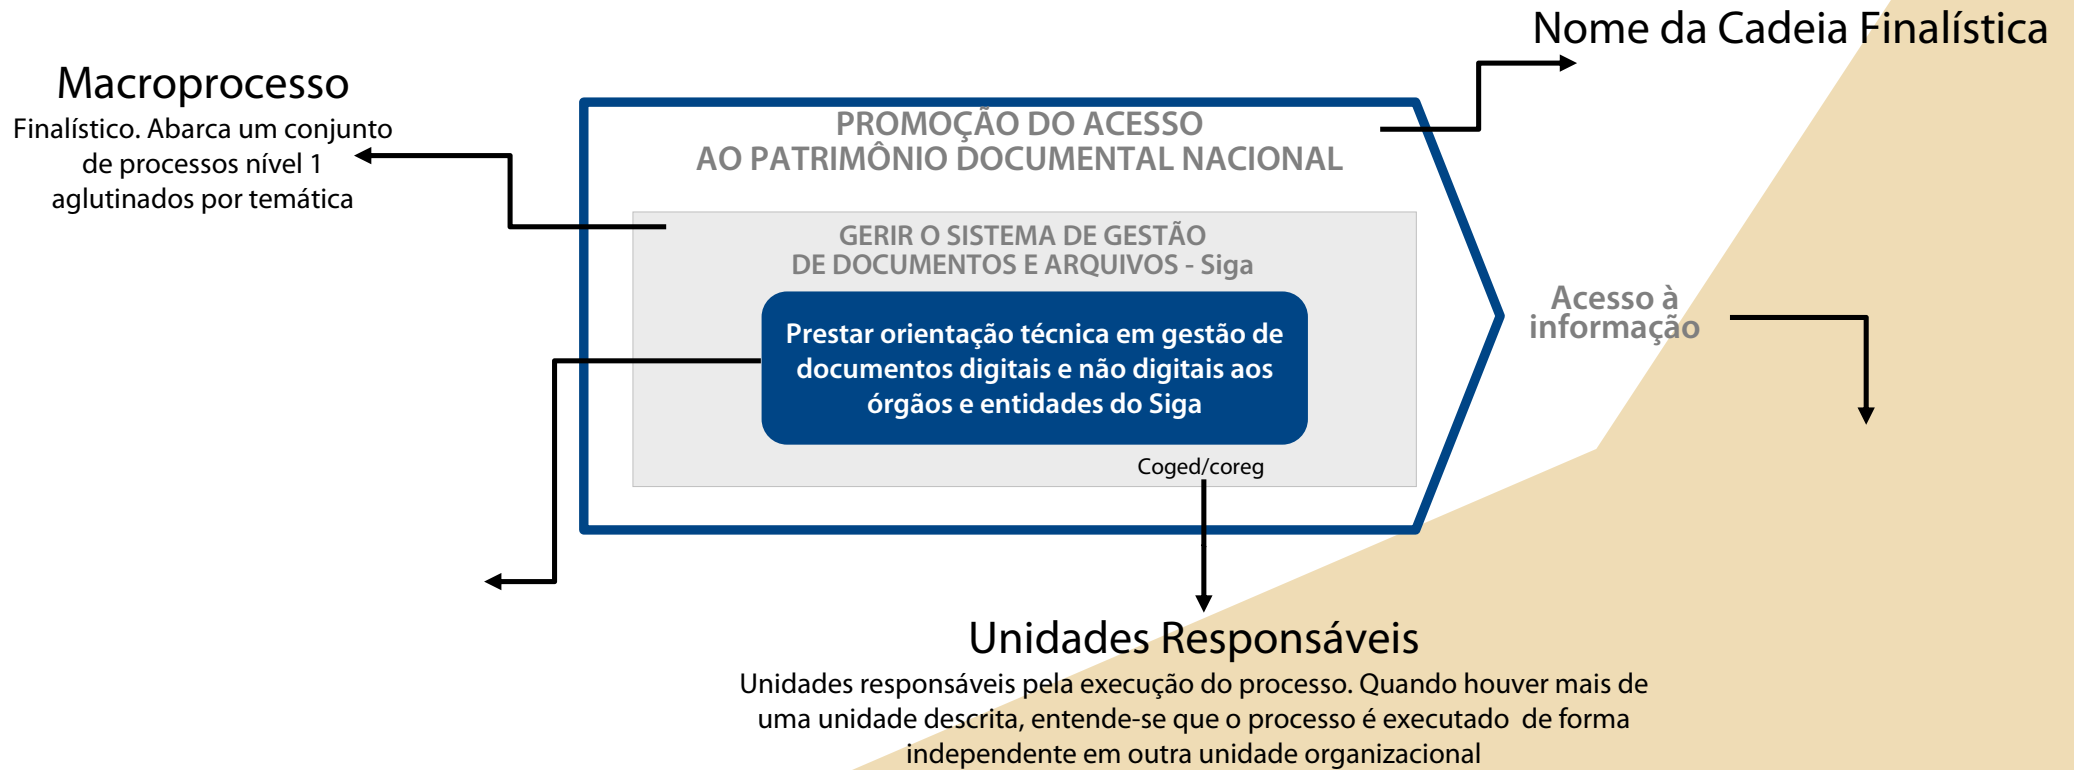 Nome da Cadeia Finalística
Macroprocesso
Finalístico. Abarca um conjunto
de processos nível 1
aglutinados por temática
PROMOÇÃO DO ACESSO
AO PATRIMÔNIO DOCUMENTAL NACIONAL
GERIR O SISTEMA DE GESTÃO
DE DOCUMENTOS E ARQUIVOS - Siga
Prestar orientação técnica em gestão de
documentos digitais e não digitais aos
órgãos e entidades do Siga
Coged/coreg
Acesso à
informação
Unidades Responsáveis
Unidades responsáveis pela execução do processo. Quando houver mais de
uma unidade descrita, entende-se que o processo é executado de forma
independente em outra unidade organizacional